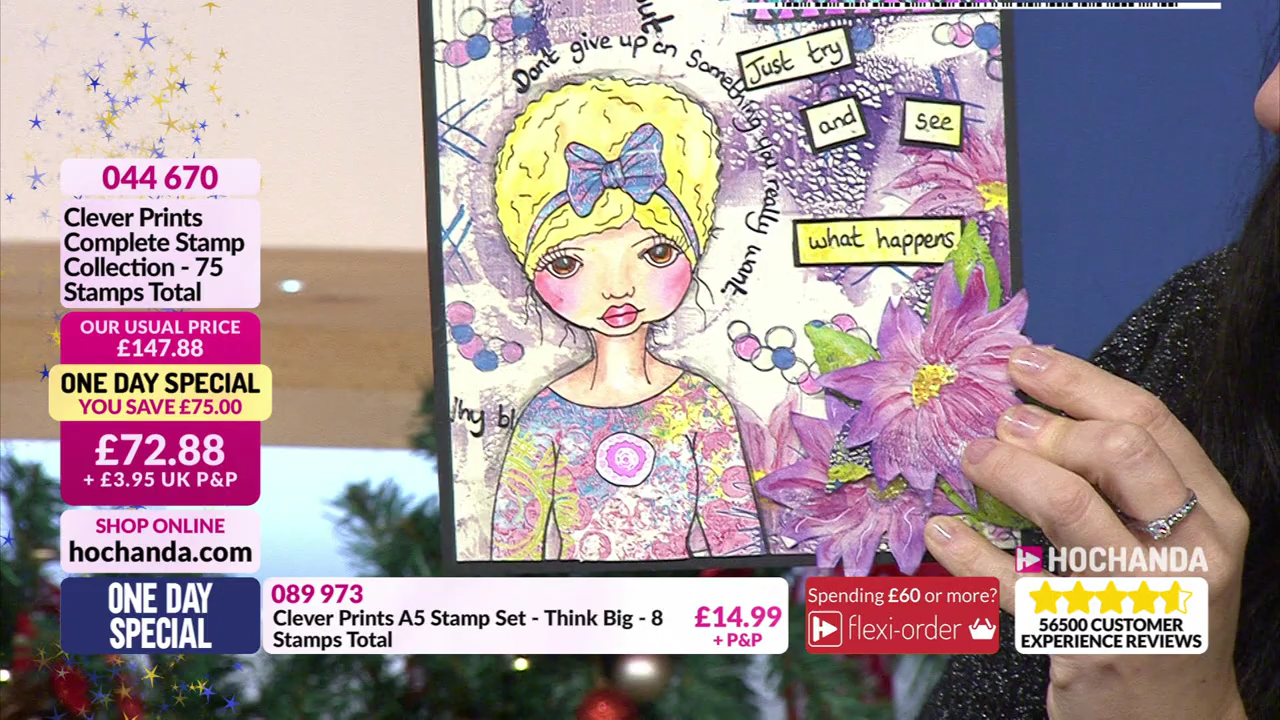 Don't give up on something you really want.
Just try
and
see
what happens
044 670
Clever Prints
Complete Stamp
Collection - 75
Stamps Total
OUR USUAL PRICE
£147.88
ONE DAY SPECIAL
YOU SAVE £75.00
£72.88
+ £3.95 UK P&P
SHOP ONLINE
hochanda.com
ONE DAY
SPECIAL
089 973
Clever Prints A5 Stamp Set - Think Big - 8
Stamps Total
£14.99
+ P&P
Spending £60 or more?
flexi-order
HOCHANDA
56500 CUSTOMER
EXPERIENCE REVIEWS